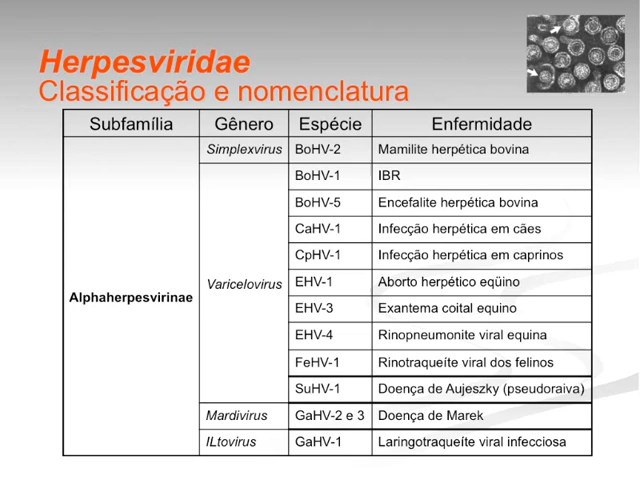 Herpesviridae
Classificação e nomenclatura
Subfamília Gênero Espécie Enfermidade
Simplexvirus BoHV-2 Mamilite herpética bovina
BoHV-1 IBR
BoHV-5 Encefalite herpética bovina
CaHV-1 Infecção herpética em cães
CpHV-1 Infecção herpética em caprinos
Alphaherpesvirinae Varicelovirus EHV-1 Aborto herpético eqüino
EHV-3 Exantema coital equino
EHV-4 Rinopneumonite viral equina
FeHV-1 Rinotraqueíte viral dos felinos
SuHV-1 Doença de Aujeszky (pseudoraiva)
Mardivirus GaHV-2 e 3 Doença de Marek
ILtovirus GaHV-1 Laringotraqueíte viral infecciosa